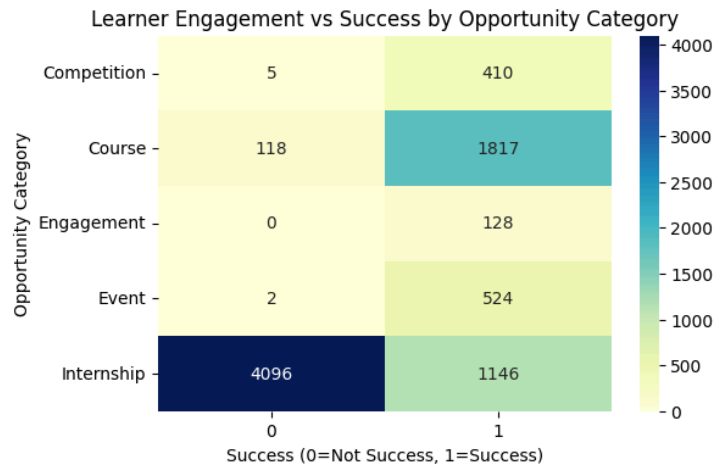 Learner Engagement vs Success by Opportunity Category
Opportunity Category
Competition 5 410
Course 118 1817
Engagement 0 128
Event 2 524
Internship 4096 1146
0 1
Success (0=Not Success, 1=Success)
4000
3500
3000
2500
2000
1500
1000
500
0